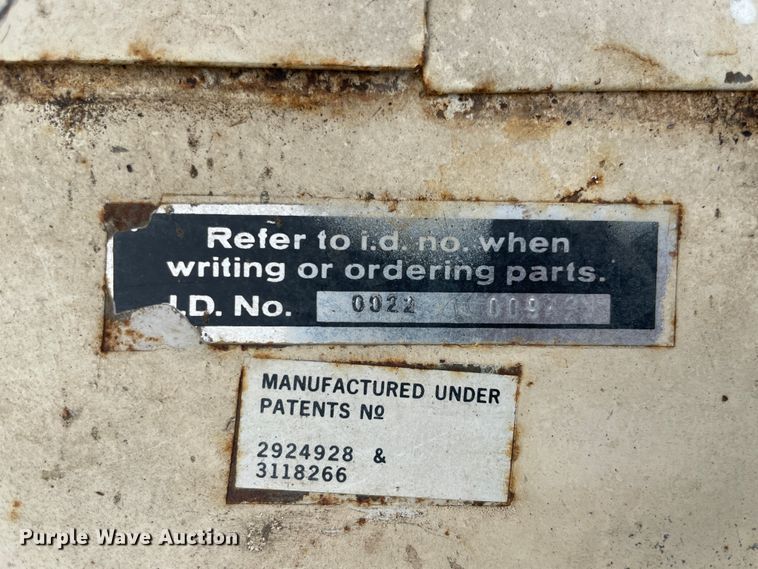 Refer to i.d. no. when
writing or ordering parts.
I.D. No. 0022
MANUFACTURED UNDER
PATENTS Nº
2924928 &
3118266
Purple Wave Auction